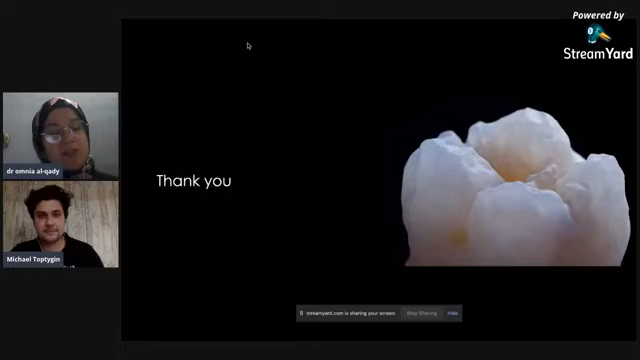 Powered by
StreamYard
dr omnia al-qady
Thank you
Michael Toptygin
streamyard.com is sharing your screen.
Stop Sharing
Hide